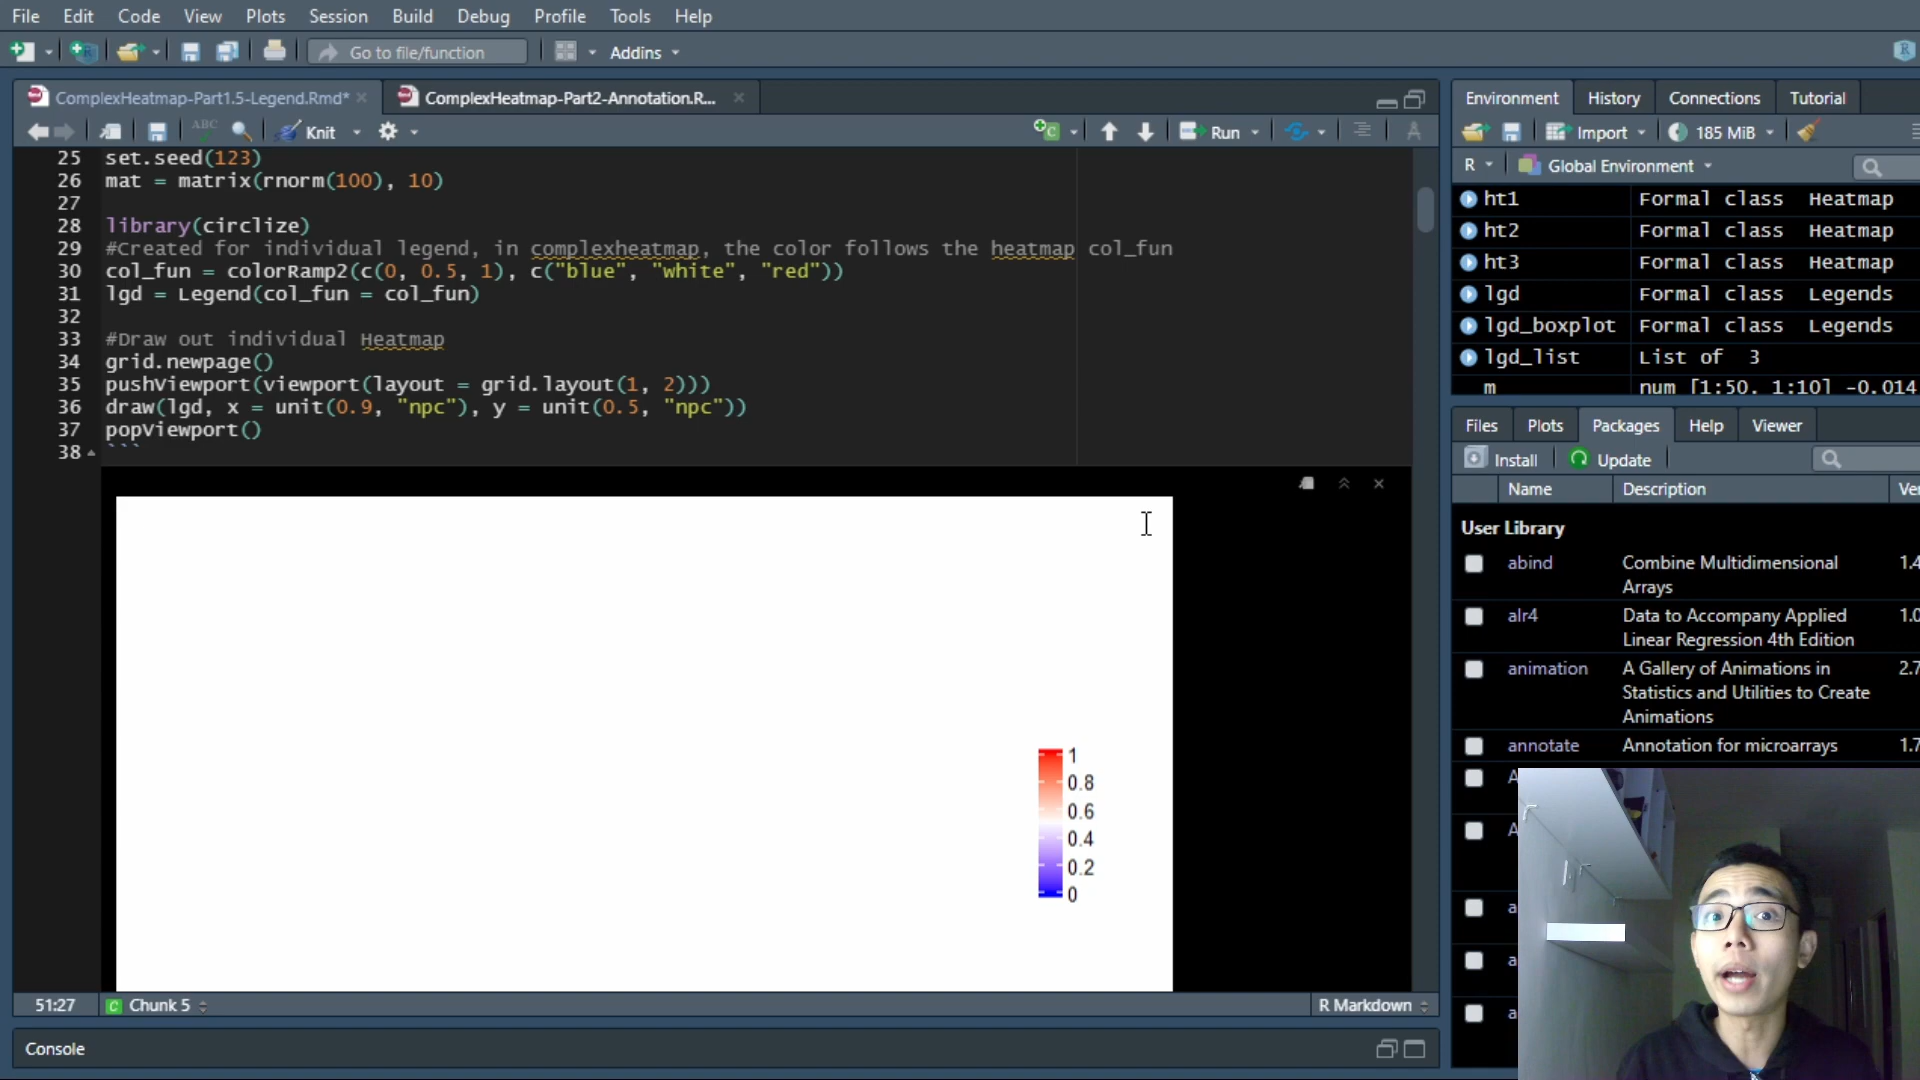 File Edit Code View Plots Session Build Debug Profile Tools Help
Go to file/function Addins
ComplexHeatmap-Part1.5-Legend.Rmd* ComplexHeatmap-Part2-Annotation.R...
ABC Knit Run
25 set.seed(123)
26 mat = matrix(rnorm(100), 10)
27
28 library(circlize)
29 #Created for individual legend, in complexheatmap, the color follows the heatmap col_fun
30 col_fun = colorRamp2(c(0, 0.5, 1), c("blue", "white", "red"))
31 lgd = Legend(col_fun = col_fun)
32
33 #Draw out individual Heatmap
34 grid.newpage()
35 pushViewport(viewport(layout = grid.layout(1, 2)))
36 draw(lgd, x = unit(0.9, "npc"), y = unit(0.5, "npc"))
37 popViewport()
38 ```
1
0.8
0.6
0.4
0.2
0
51:27 C Chunk 5 R Markdown
Console
Environment History Connections Tutorial
Import 185 MiB
R Global Environment
ht1 Formal class Heatmap
ht2 Formal class Heatmap
ht3 Formal class Heatmap
lgd Formal class Legends
lgd_boxplot Formal class Legends
lgd_list List of 3
m num [1:50, 1:10] -0.014
Files Plots Packages Help Viewer
Install Update
Name Description Ve
User Library
abind Combine Multidimensional 1.4
Arrays
alr4 Data to Accompany Applied 1.0
Linear Regression 4th Edition
animation A Gallery of Animations in 2.7
Statistics and Utilities to Create
Animations
annotate Annotation for microarrays 1.7
A
A
a
a
a